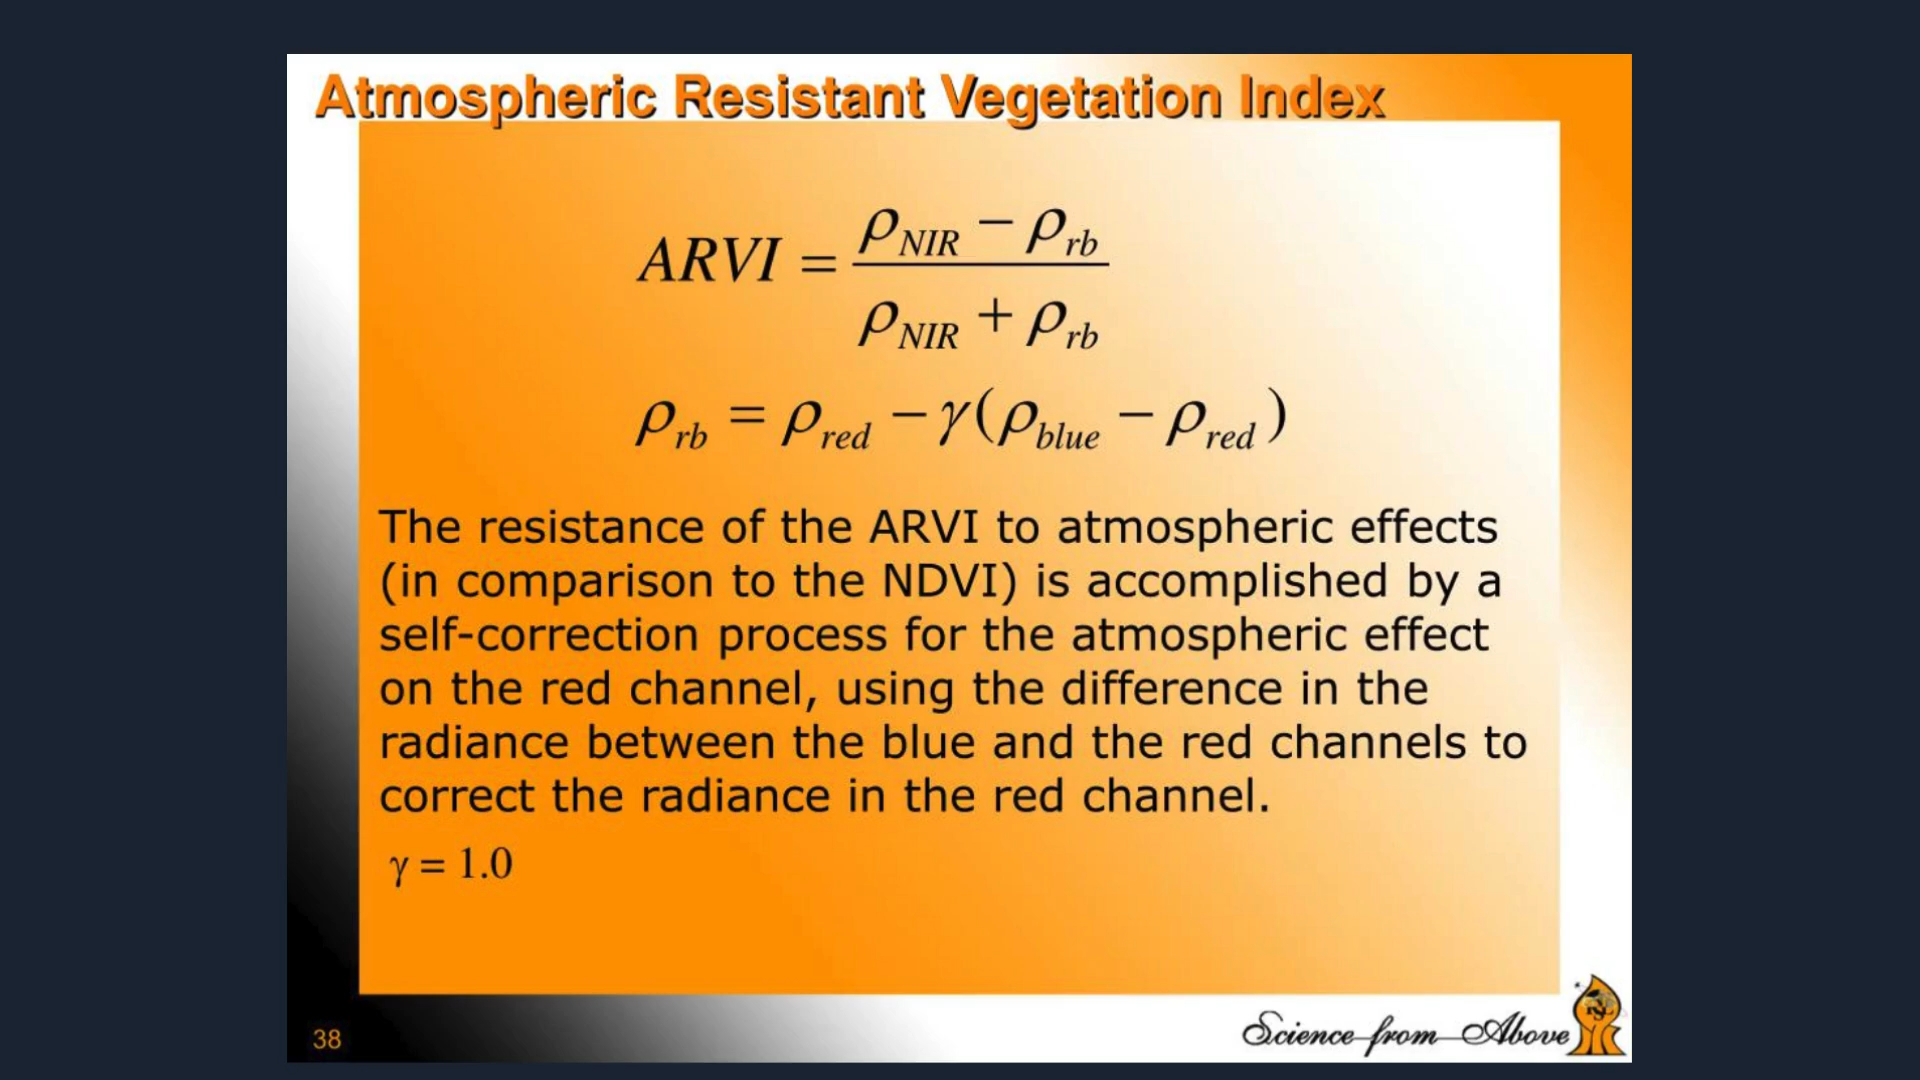 Atmospheric Resistant Vegetation Index
ARVI = (ρNIR − ρrb) / (ρNIR + ρrb)
ρrb = ρred − γ(ρblue − ρred)
The resistance of the ARVI to atmospheric effects
(in comparison to the NDVI) is accomplished by a
self-correction process for the atmospheric effect
on the red channel, using the difference in the
radiance between the blue and the red channels to
correct the radiance in the red channel.
γ = 1.0
38
Science from Above